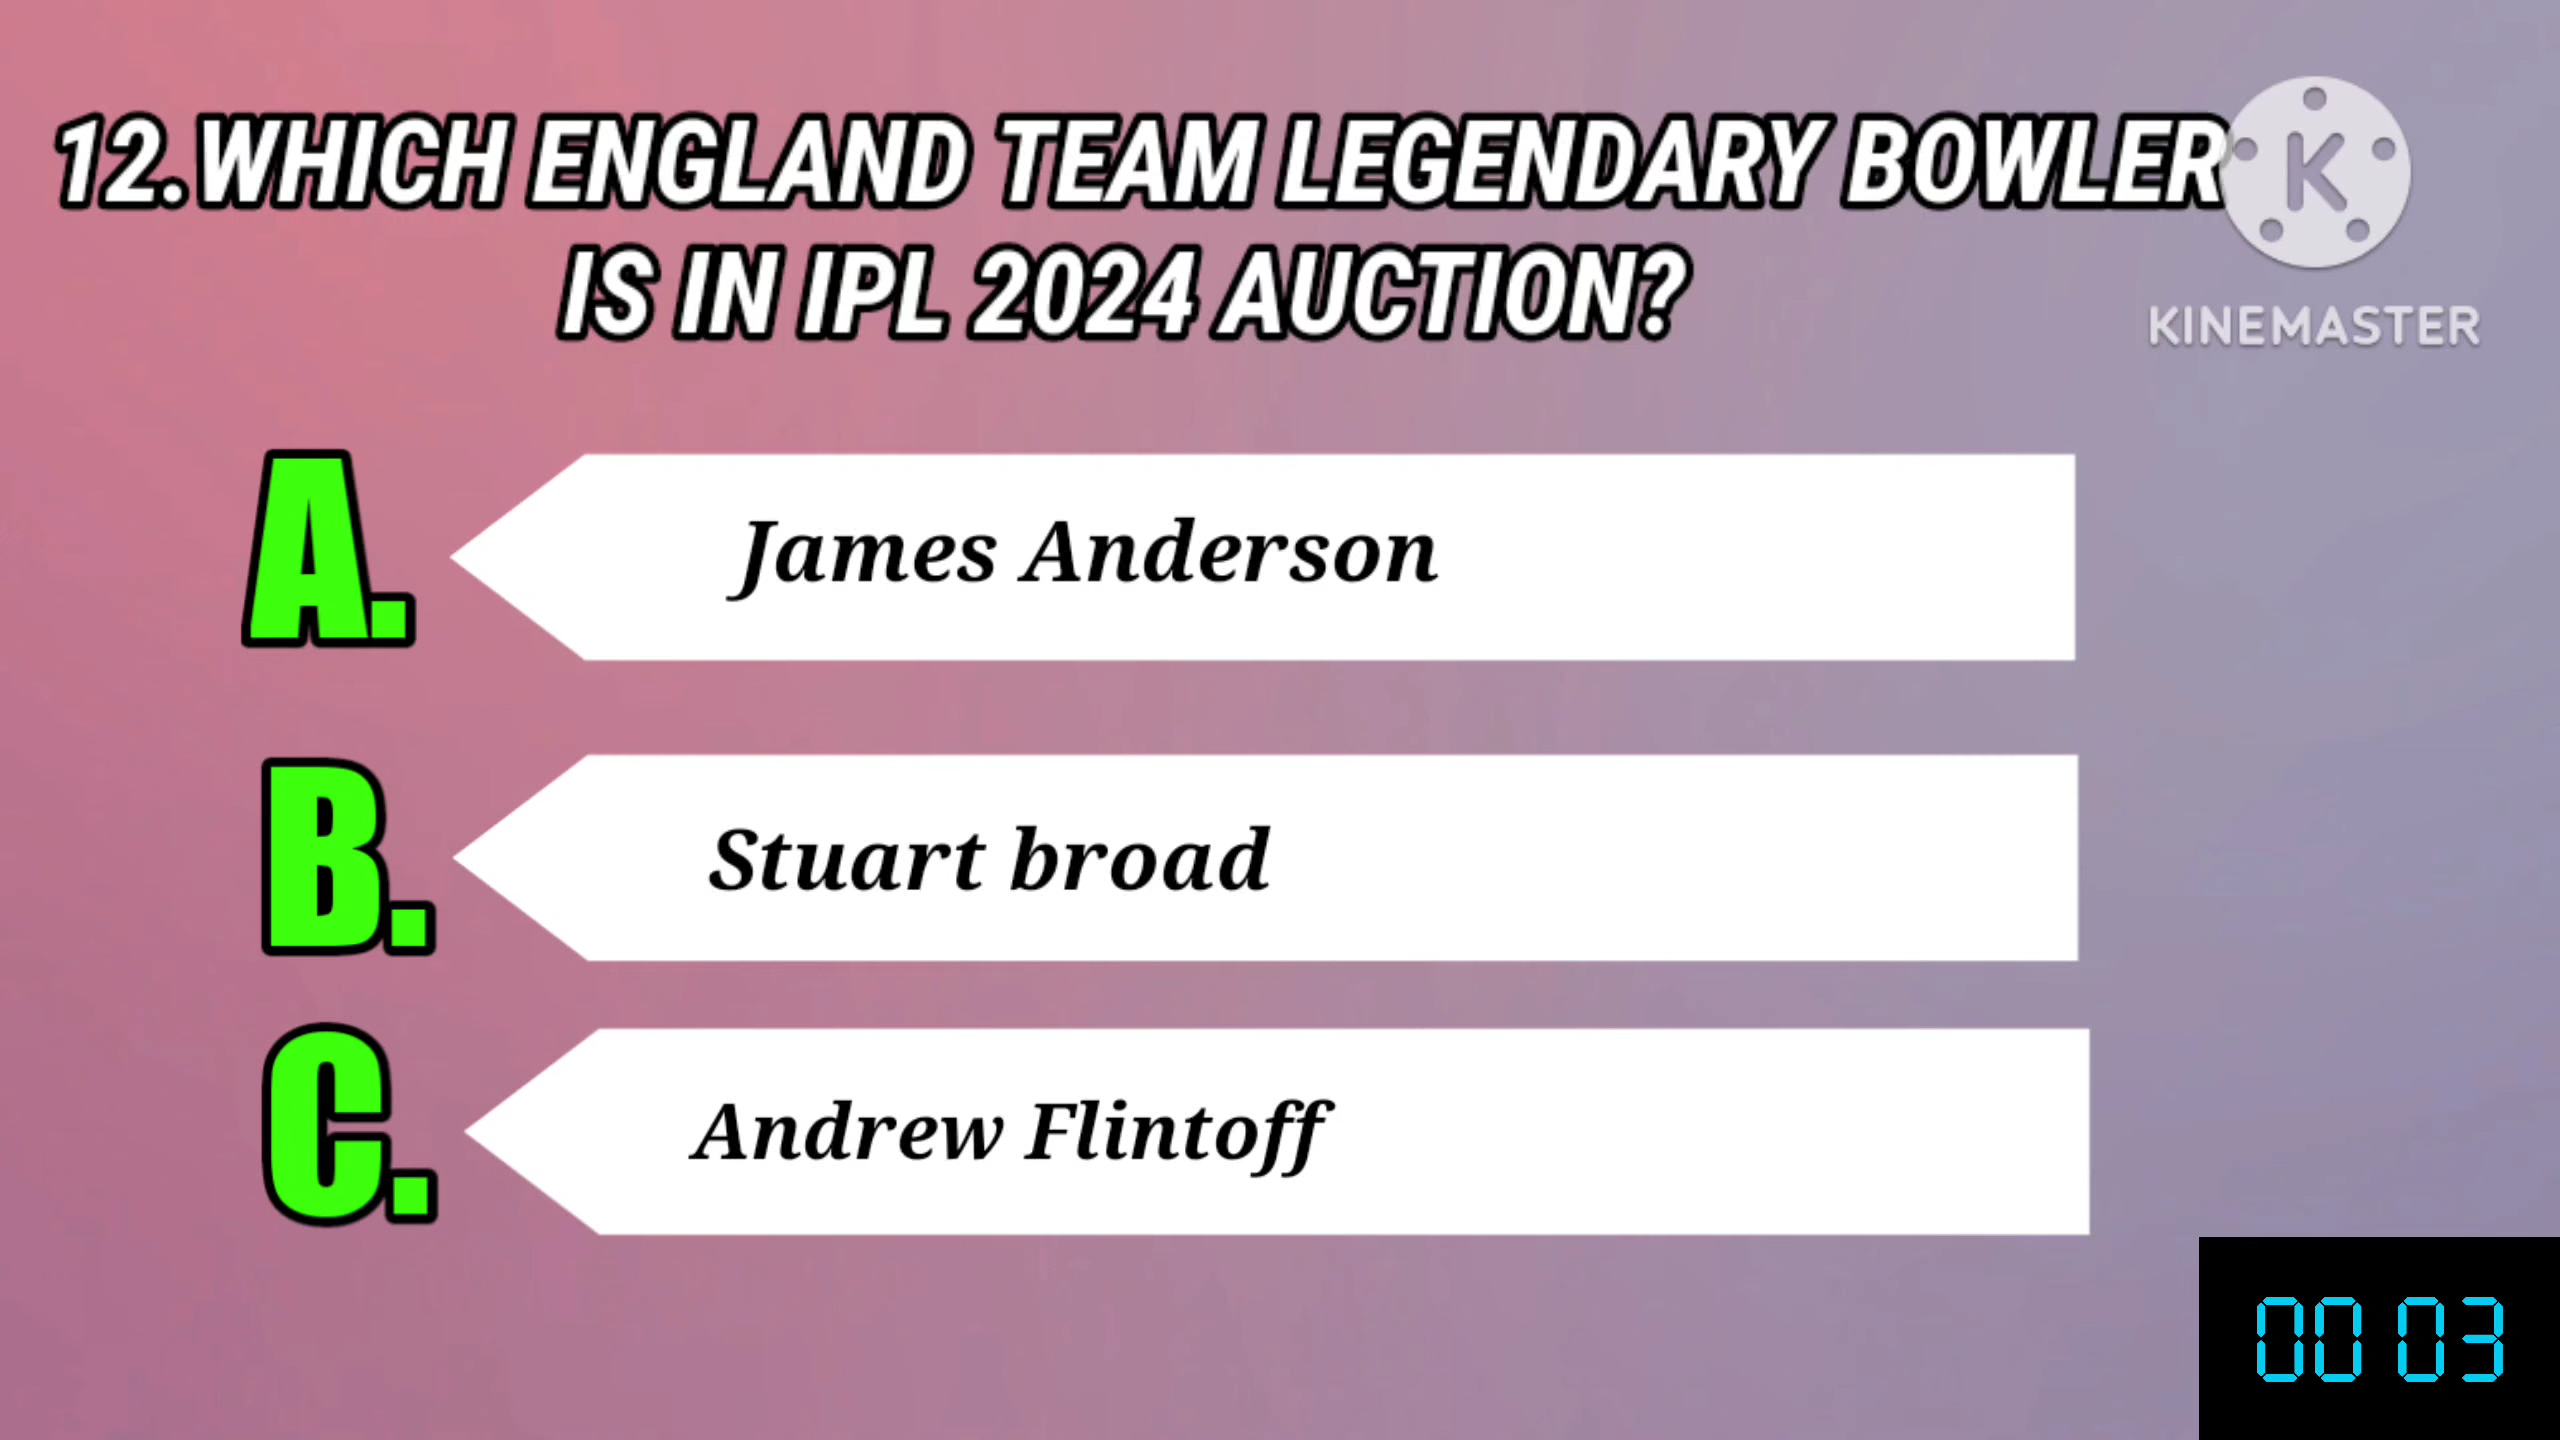 12.WHICH ENGLAND TEAM LEGENDARY BOWLER
IS IN IPL 2024 AUCTION?
K
KINEMASTER
A.
James Anderson
B.
Stuart broad
C.
Andrew Flintoff
00 03